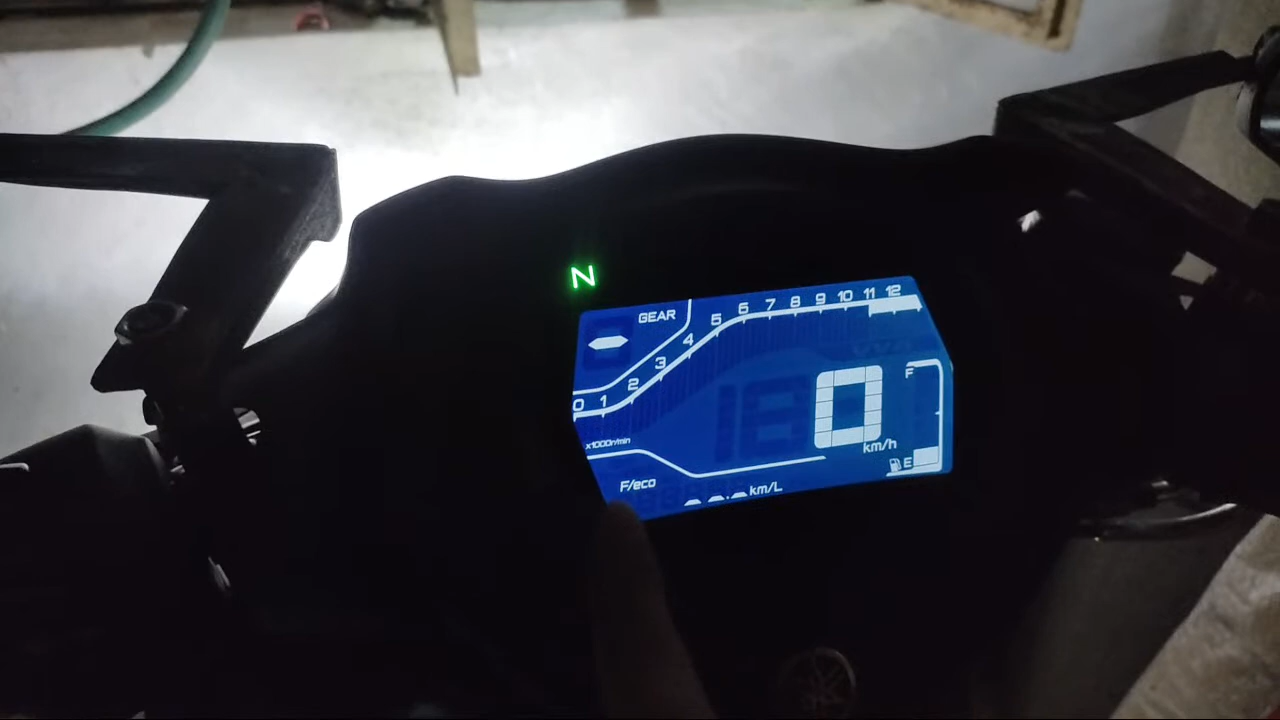 N
GEAR
0 1 2 3 4 5 6 7 8 9 10 11 12
x1000r/min
0
km/h
F
E
F/eco
--.- km/L